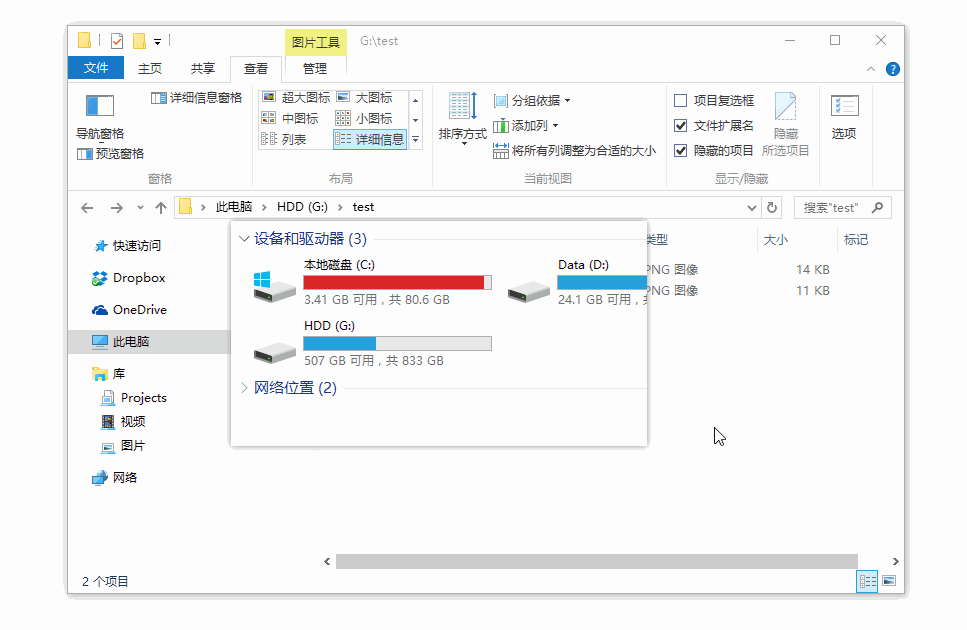 图片工具 G:\test
文件 主页 共享 查看 管理
导航窗格
预览窗格
详细信息窗格
窗格
超大图标 大图标
中图标 小图标
列表 详细信息
布局
排序方式
分组依据
添加列
将所有列调整为合适的大小
当前视图
项目复选框
文件扩展名
隐藏的项目
隐藏
所选项目
显示/隐藏
选项
此电脑 HDD (G:) test
搜索"test"
快速访问
Dropbox
OneDrive
此电脑
库
Projects
视频
图片
网络
设备和驱动器 (3)
本地磁盘 (C:)
3.41 GB 可用，共 80.6 GB
Data (D:)
24.1 GB 可用，
HDD (G:)
507 GB 可用，共 833 GB
网络位置 (2)
类型 大小 标记
PNG 图像 14 KB
PNG 图像 11 KB
2 个项目